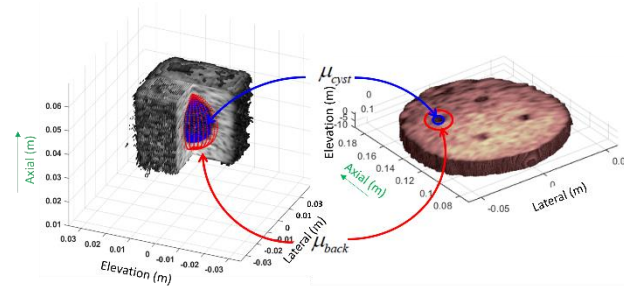 μcyst
μback
0.06
0.05
0.04
0.03
0.02
0.01
Axial (m)
0.03 0.02 0.01 0 -0.01 -0.02 -0.03
Elevation (m)
0.03
0.02
0.01
0
-0.01
-0.02
-0.03
Lateral (m)
Elevation (m)
0
-5
-10
0
0.1
0.18
0.16
0.14
0.12
0.1
0.08
Axial (m)
-0.05
0
Lateral (m)